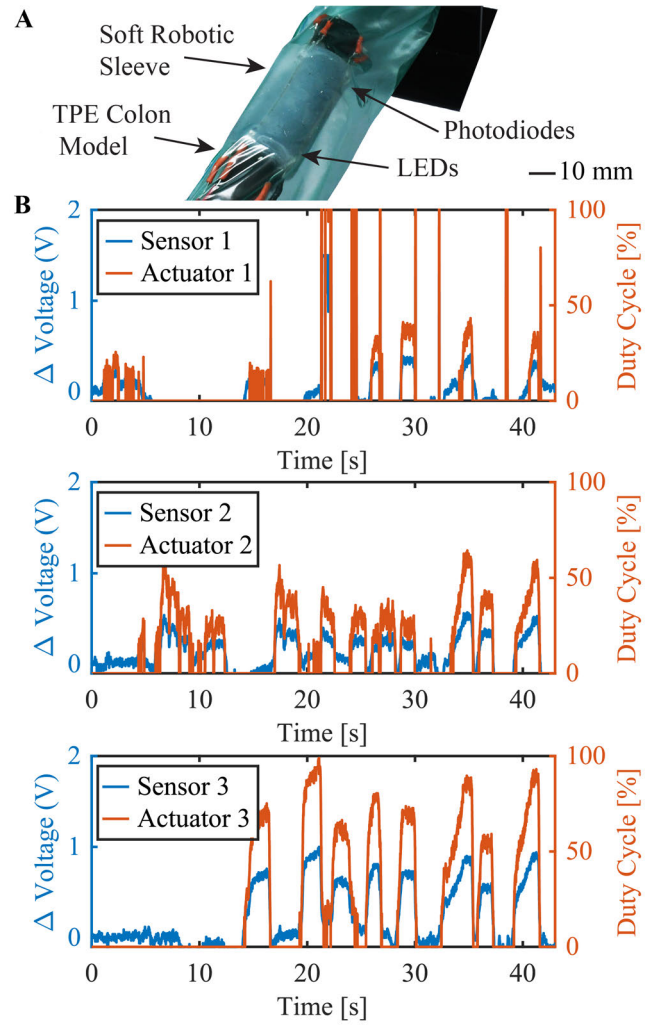 A
Soft Robotic
Sleeve
TPE Colon
Model
Photodiodes
LEDs
10 mm
B
2
1
0
Δ Voltage (V)
Sensor 1
Actuator 1
100
50
0
Duty Cycle [%]
0 10 20 30 40
Time [s]
2
1
0
Δ Voltage (V)
Sensor 2
Actuator 2
100
50
0
Duty Cycle [%]
0 10 20 30 40
Time [s]
2
1
0
Δ Voltage (V)
Sensor 3
Actuator 3
100
50
0
Duty Cycle [%]
0 10 20 30 40
Time [s]